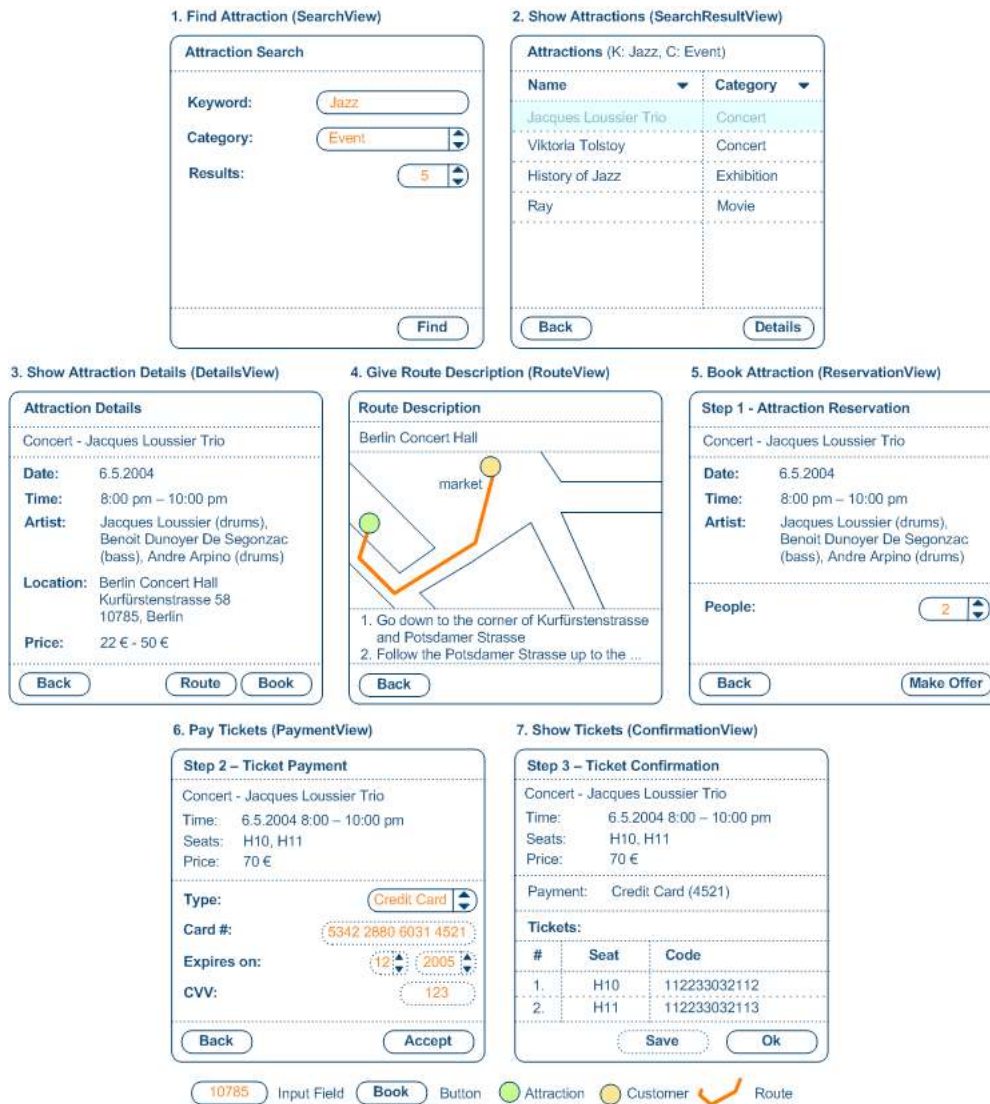 1. Find Attraction (SearchView)
Attraction Search
Keyword: Jazz
Category: Event
Results: 5
Find
2. Show Attractions (SearchResultView)
Attractions (K: Jazz, C: Event)
Name Category
Jacques Loussier Trio Concert
Viktoria Tolstoy Concert
History of Jazz Exhibition
Ray Movie
Back Details
3. Show Attraction Details (DetailsView)
Attraction Details
Concert - Jacques Loussier Trio
Date: 6.5.2004
Time: 8:00 pm – 10:00 pm
Artist: Jacques Loussier (drums),
Benoit Dunoyer De Segonzac
(bass), Andre Arpino (drums)
Location: Berlin Concert Hall
Kurfürstenstrasse 58
10785, Berlin
Price: 22 € - 50 €
Back Route Book
4. Give Route Description (RouteView)
Route Description
Berlin Concert Hall
market
1. Go down to the corner of Kurfürstenstrasse
and Potsdamer Strasse
2. Follow the Potsdamer Strasse up to the ...
Back
5. Book Attraction (ReservationView)
Step 1 - Attraction Reservation
Concert - Jacques Loussier Trio
Date: 6.5.2004
Time: 8:00 pm – 10:00 pm
Artist: Jacques Loussier (drums),
Benoit Dunoyer De Segonzac
(bass), Andre Arpino (drums)
People: 2
Back Make Offer
6. Pay Tickets (PaymentView)
Step 2 – Ticket Payment
Concert - Jacques Loussier Trio
Time: 6.5.2004 8:00 – 10:00 pm
Seats: H10, H11
Price: 70 €
Type: Credit Card
Card #: 5342 2880 6031 4521
Expires on: 12 2005
CVV: 123
Back Accept
7. Show Tickets (ConfirmationView)
Step 3 – Ticket Confirmation
Concert - Jacques Loussier Trio
Time: 6.5.2004 8:00 – 10:00 pm
Seats: H10, H11
Price: 70 €
Payment: Credit Card (4521)
Tickets:
# Seat Code
1. H10 112233032112
2. H11 112233032113
Save Ok
10785 Input Field Book Button Attraction Customer Route